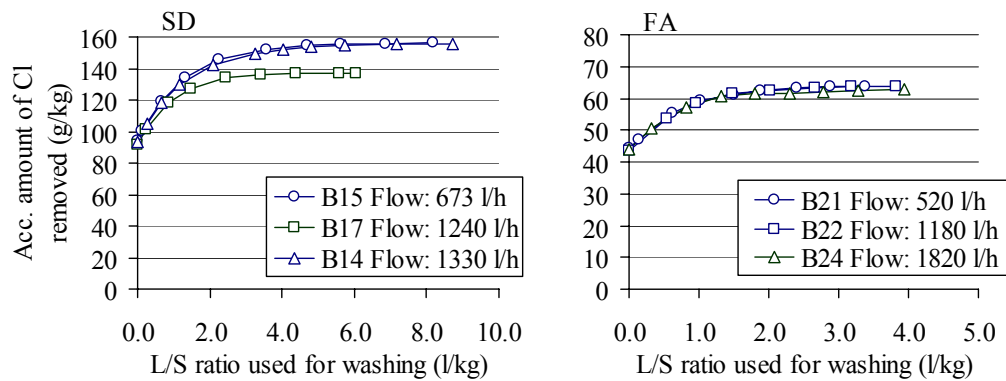 SD
Acc. amount of Cl
removed (g/kg)
160
140
120
100
80
60
40
20
0
B15 Flow: 673 l/h
B17 Flow: 1240 l/h
B14 Flow: 1330 l/h
0.0 2.0 4.0 6.0 8.0 10.0
L/S ratio used for washing (l/kg)
FA
80
70
60
50
40
30
20
10
0
B21 Flow: 520 l/h
B22 Flow: 1180 l/h
B24 Flow: 1820 l/h
0.0 1.0 2.0 3.0 4.0 5.0
L/S ratio used for washing (l/kg)